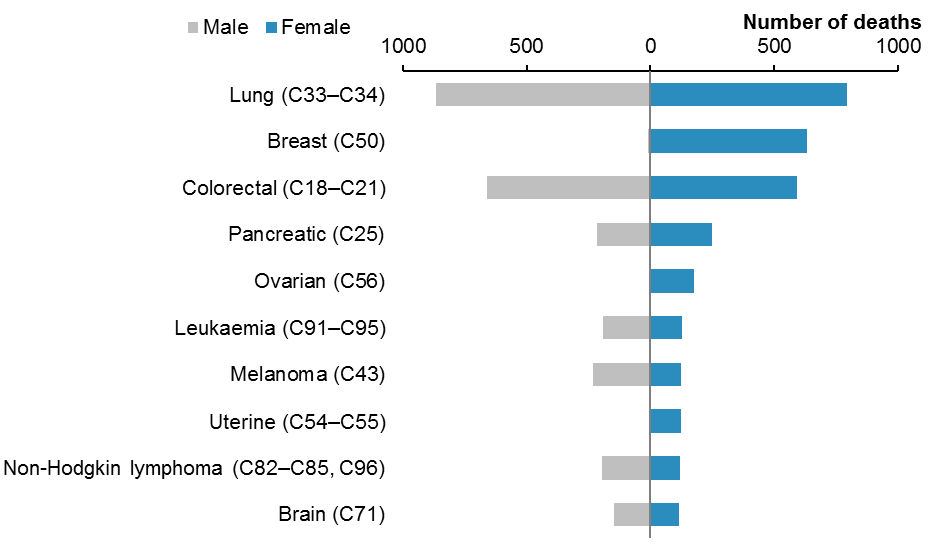 Number of deaths
Male Female
1000 500 0 500 1000
Lung (C33–C34)
Breast (C50)
Colorectal (C18–C21)
Pancreatic (C25)
Ovarian (C56)
Leukaemia (C91–C95)
Melanoma (C43)
Uterine (C54–C55)
Non-Hodgkin lymphoma (C82–C85, C96)
Brain (C71)